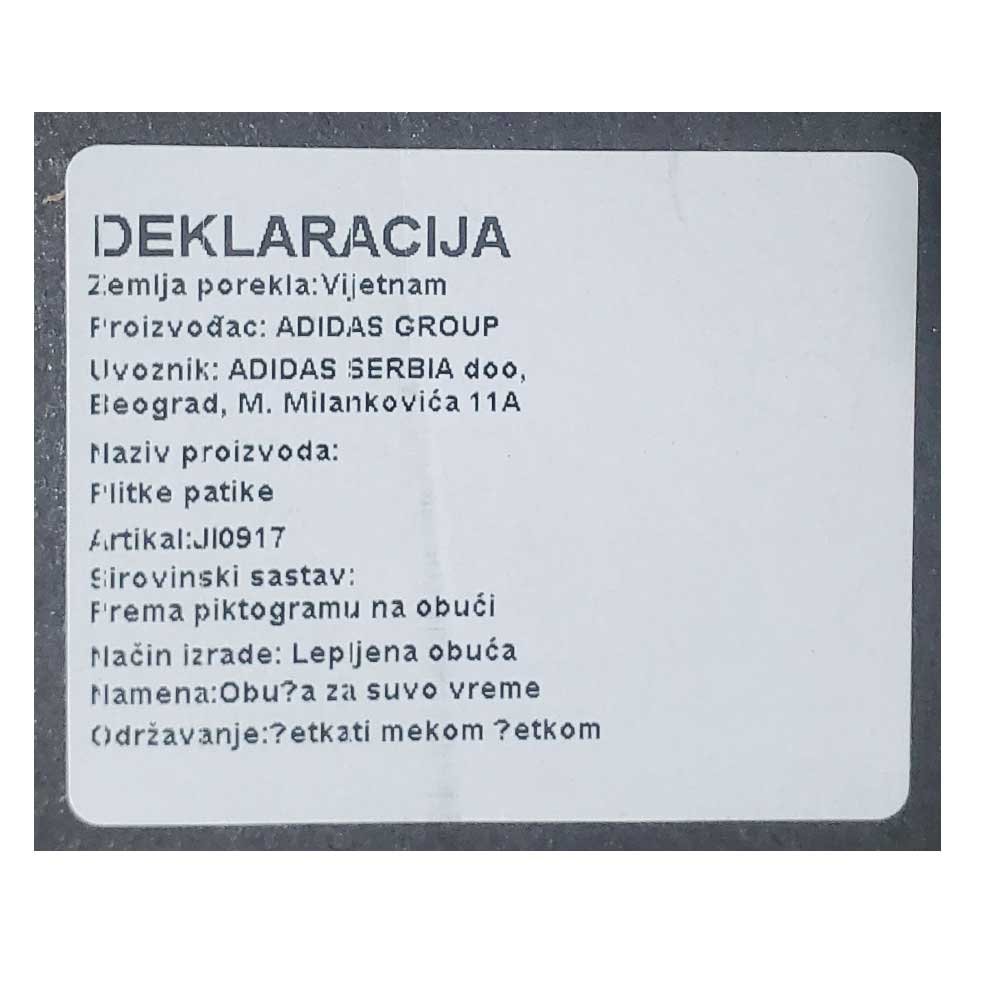 DEKLARACIJA
Zemlja porekla:Vijetnam
Proizvođac: ADIDAS GROUP
Uvoznik: ADIDAS SERBIA doo,
Beograd, M. Milankovića 11A
Naziv proizvoda:
Plitke patike
Artikal:JI0917
Sirovinski sastav:
Prema piktogramu na obući
Način izrade: Lepljena obuća
Namena:Obu?a za suvo vreme
Održavanje:?etkati mekom ?etkom